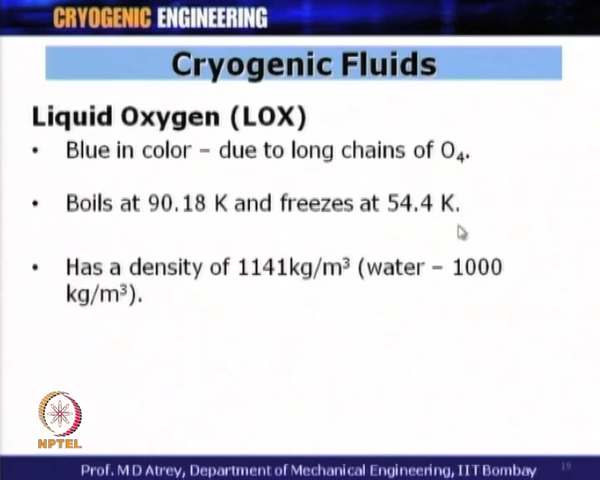 CRYOGENIC ENGINEERING
Cryogenic Fluids
Liquid Oxygen (LOX)
• Blue in color – due to long chains of O₄.
• Boils at 90.18 K and freezes at 54.4 K.
• Has a density of 1141kg/m³ (water – 1000
kg/m³).
NPTEL
Prof. M D Atrey, Department of Mechanical Engineering, IIT Bombay
19